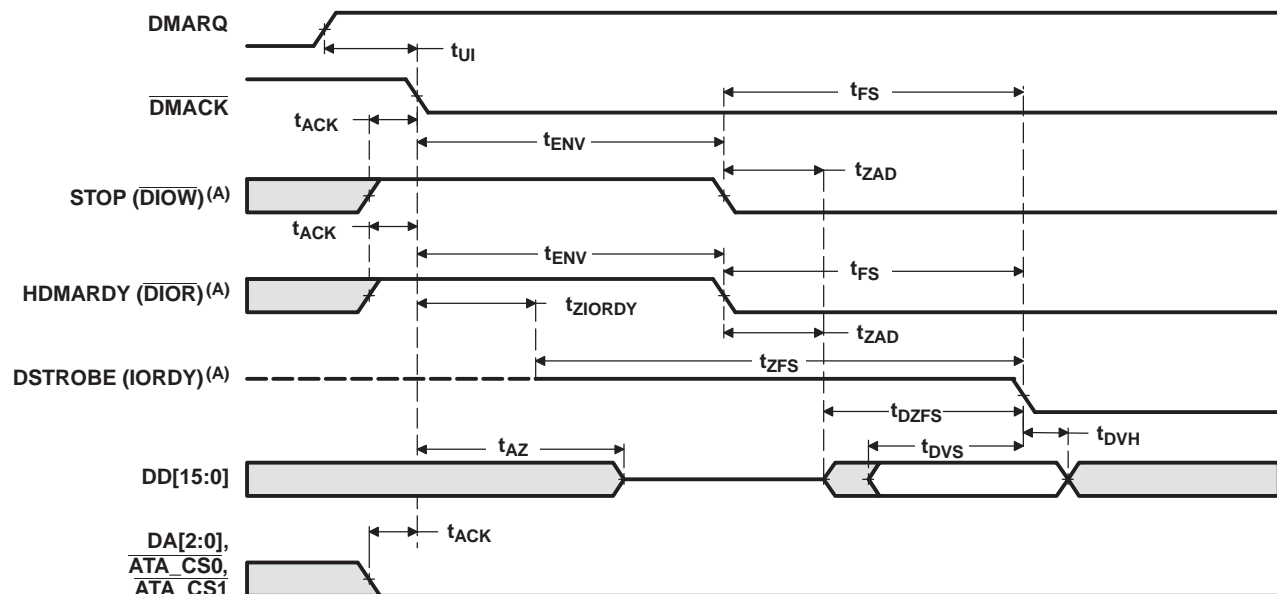 DMARQ
tUI
DMACK
tFS
tACK
tENV
tZAD
STOP (DIOW)(A)
tACK
tENV
tFS
HDMARDY (DIOR)(A)
tZIORDY
tZAD
tZFS
DSTROBE (IORDY)(A)
tDZFS
tAZ
tDVS
tDVH
DD[15:0]
tACK
DA[2:0],
ATA_CS0,
ATA_CS1